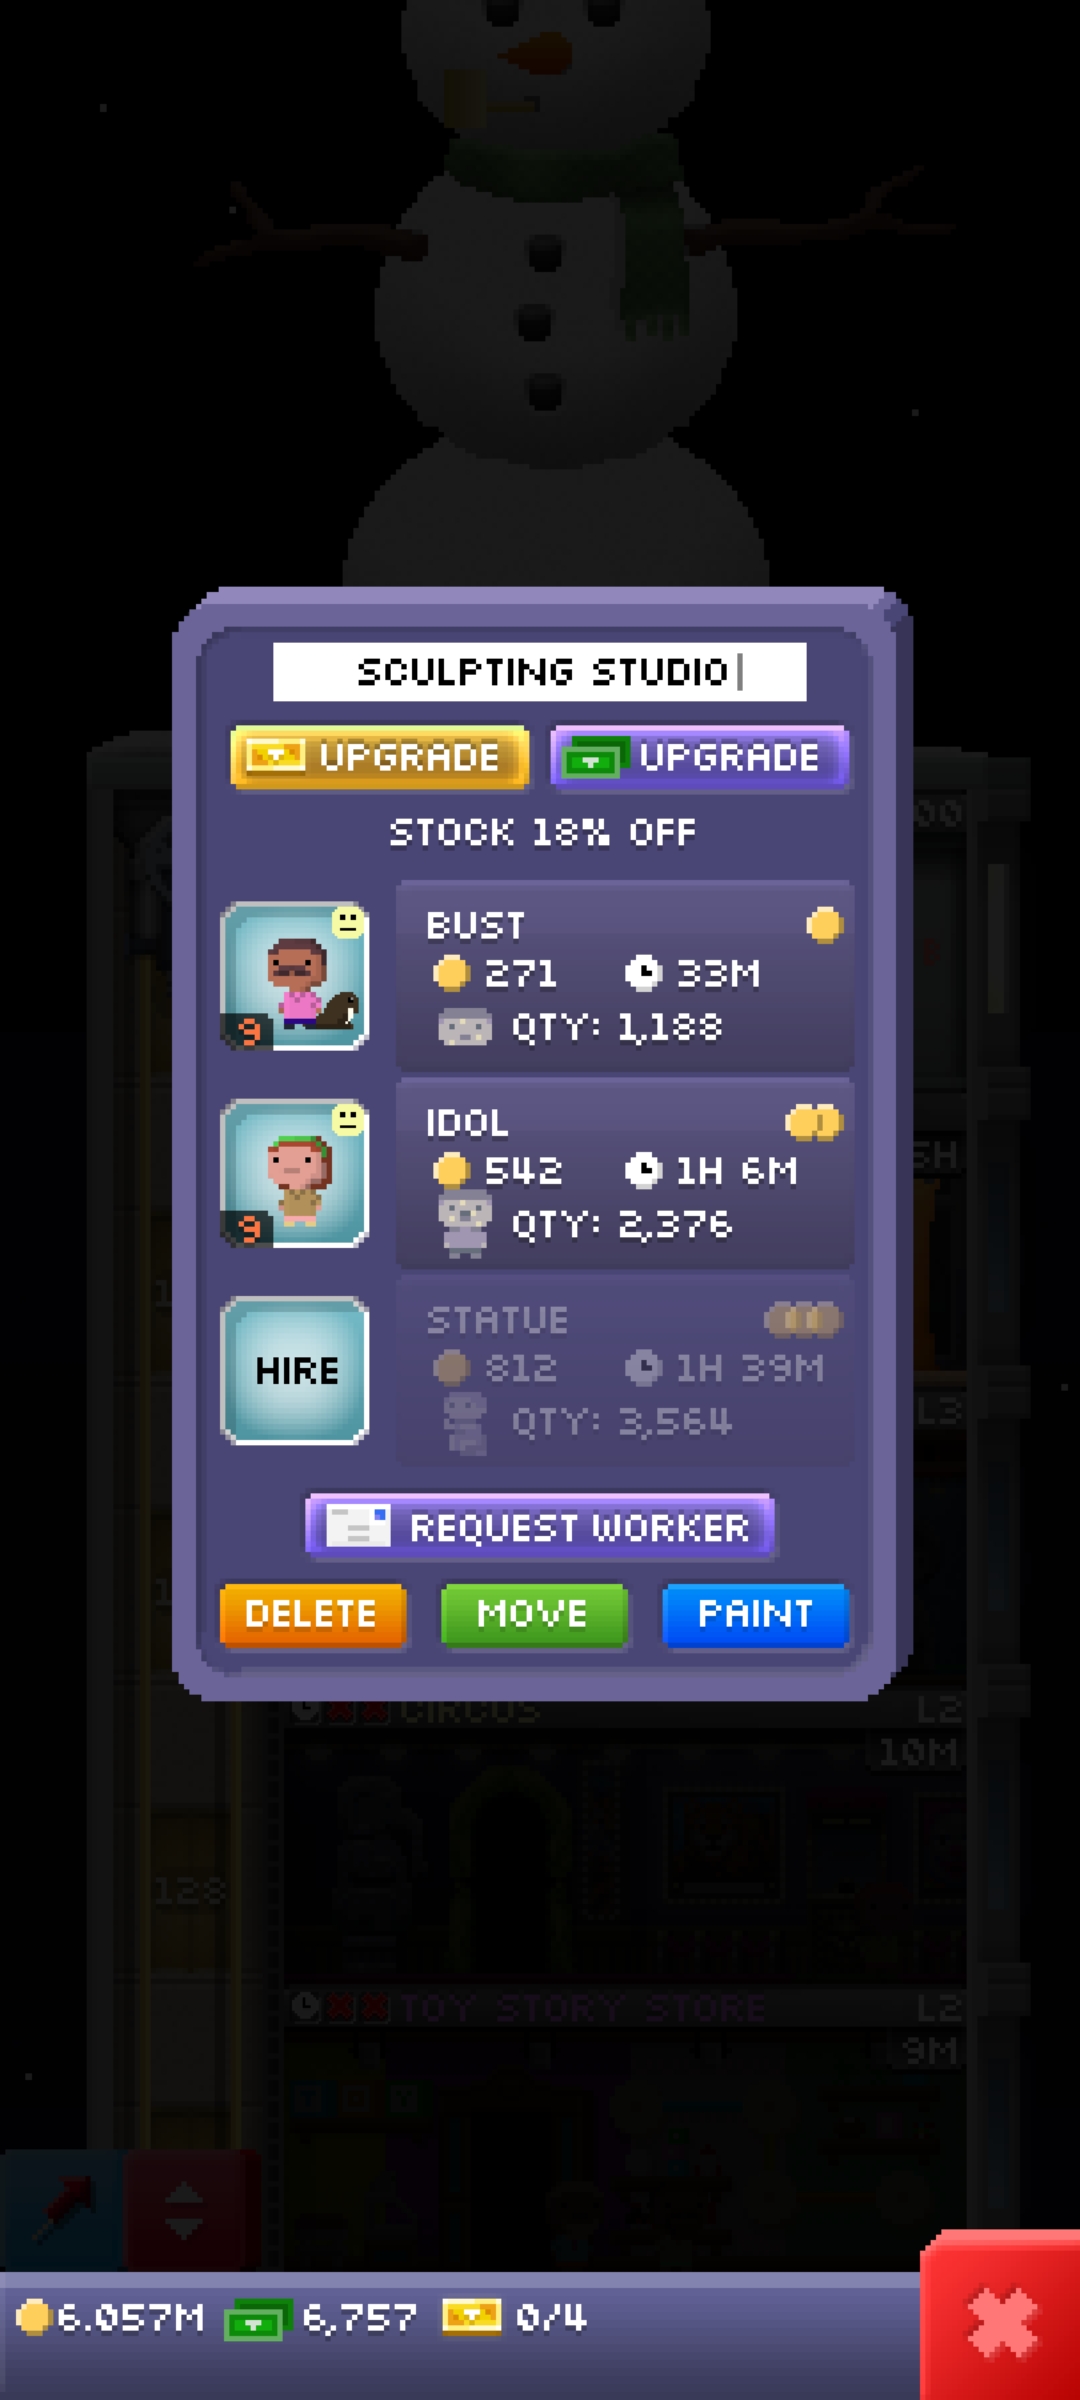 SCULPTING STUDIO
UPGRADE UPGRADE
STOCK 18% OFF
BUST
271 33M
QTY: 1,188
9
IDOL
542 1H 6M
QTY: 2,376
9
STATUE
812 1H 39M
HIRE
QTY: 3,564
REQUEST WORKER
DELETE MOVE PAINT
L3
CIRCUS L2
10M
128
TOY STORY STORE L2
9M
6.057M 6,757 0/4